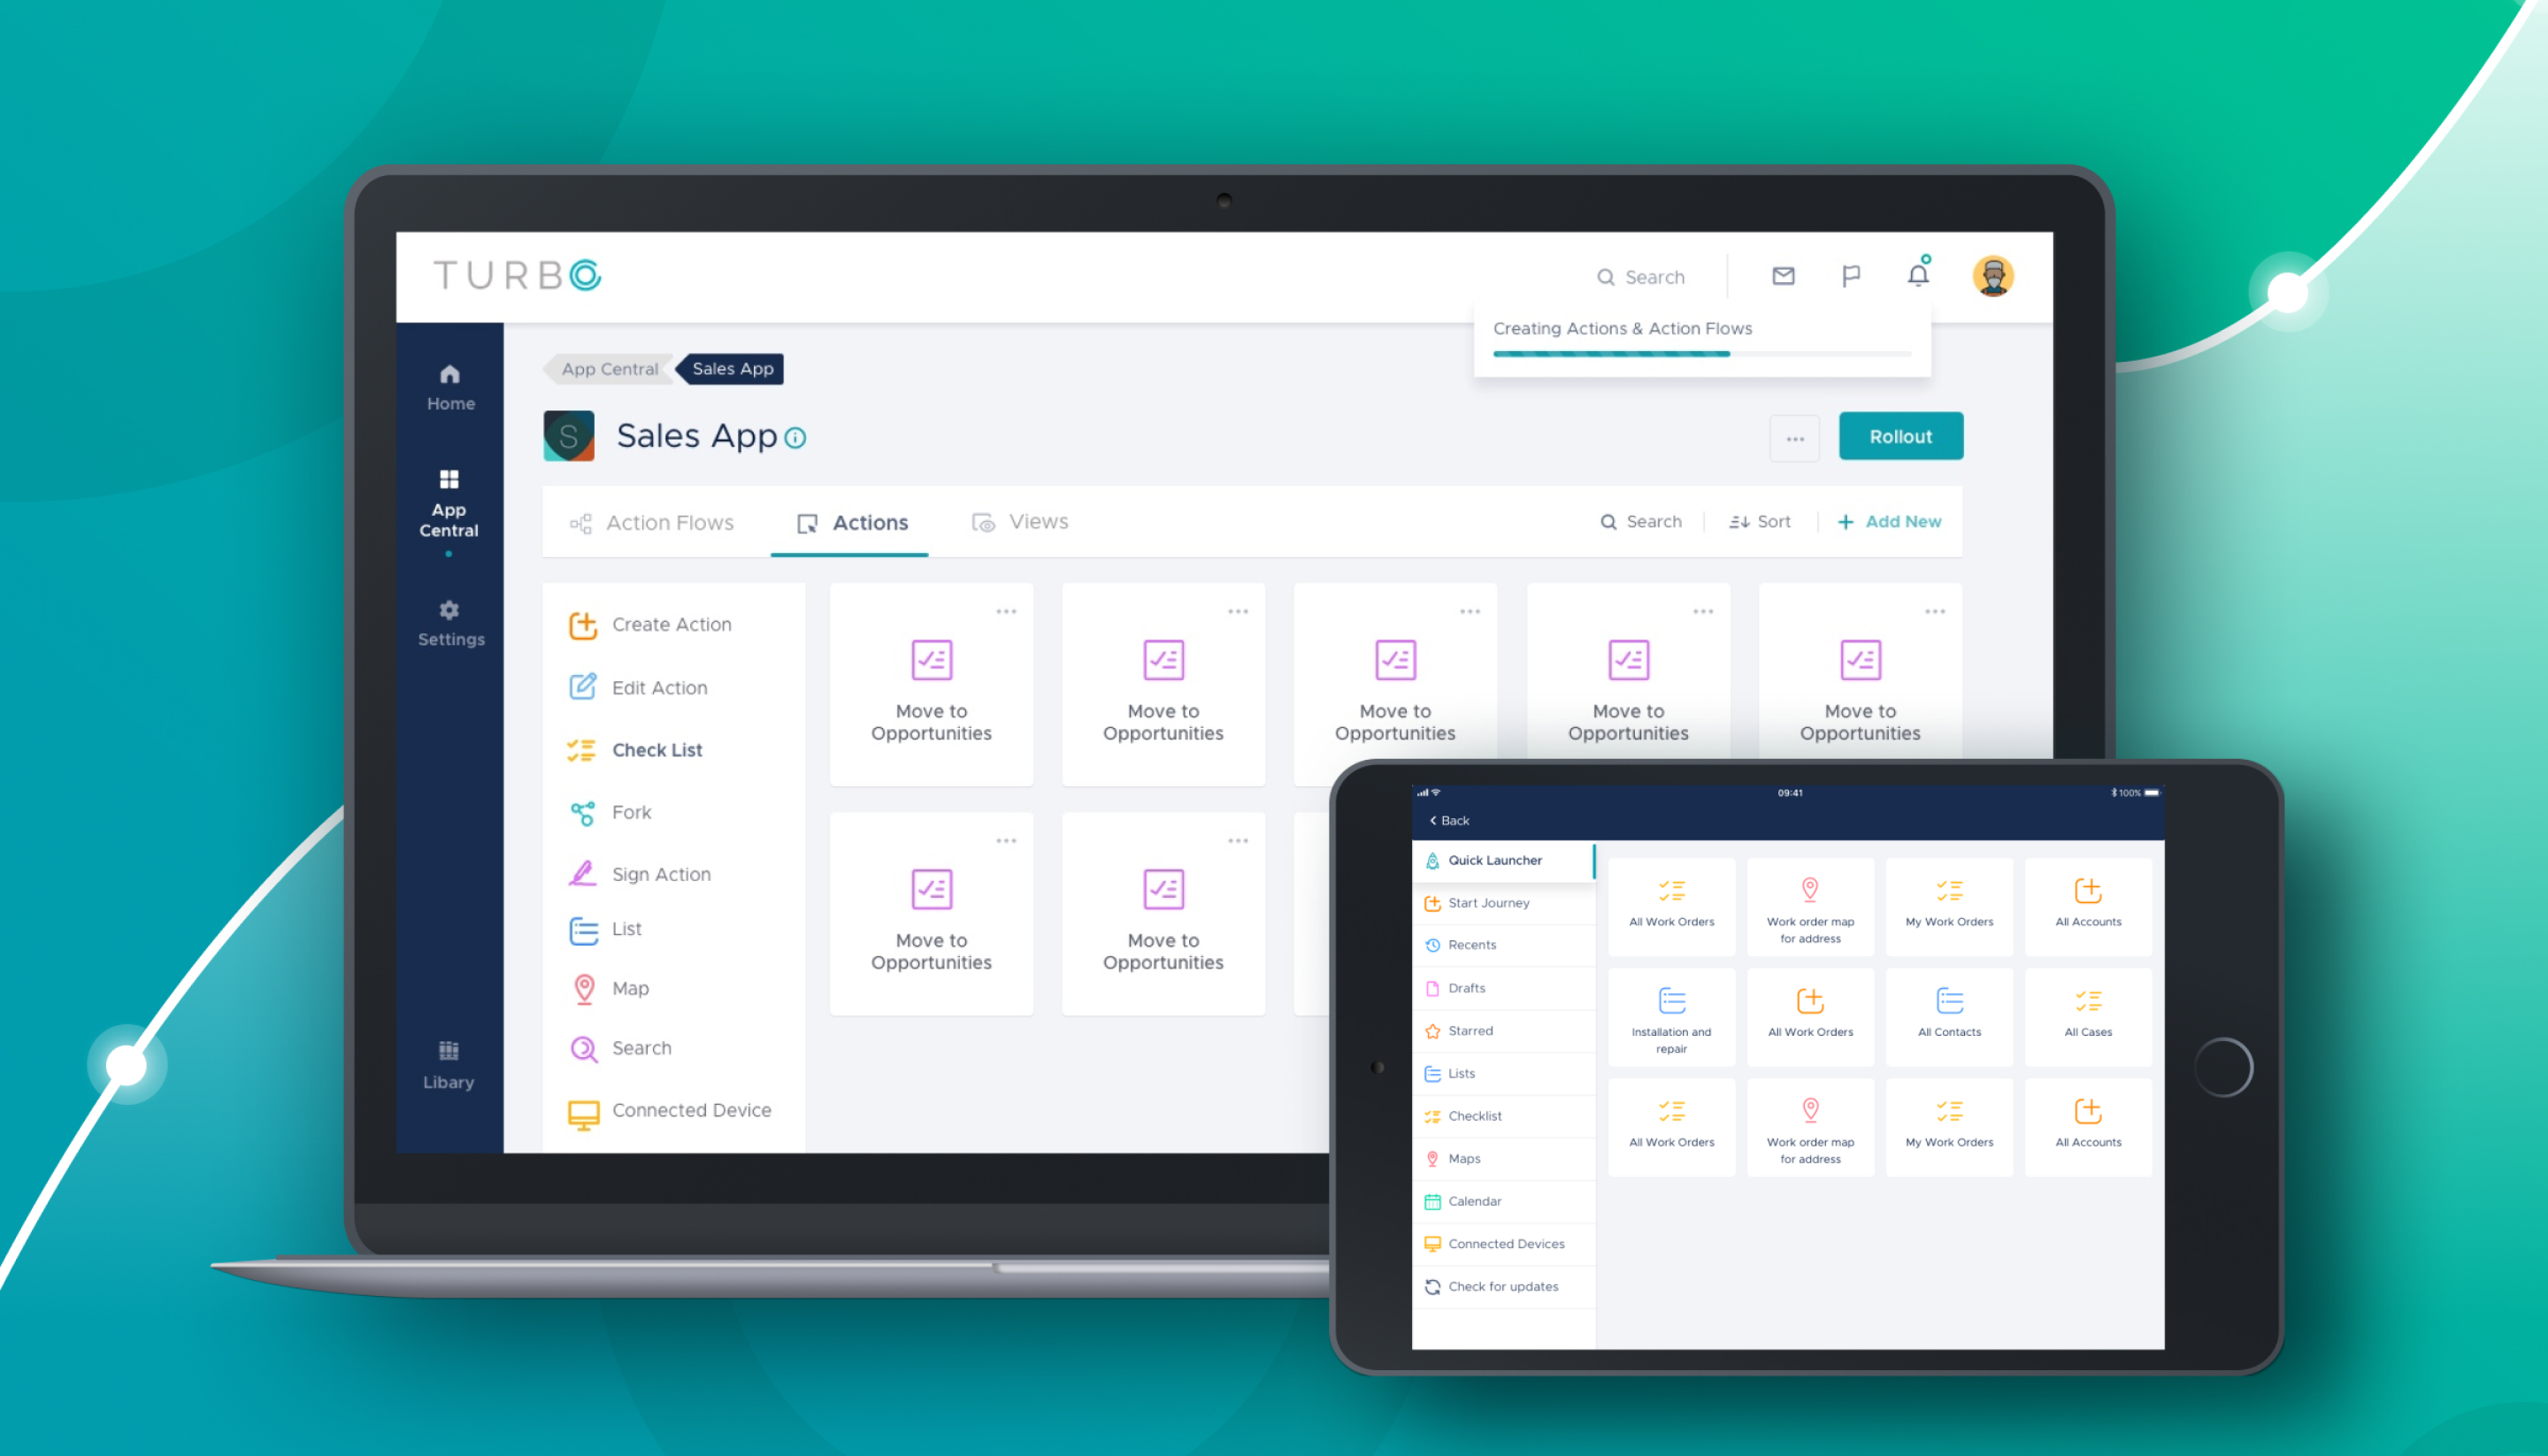 TURBO
Search
Creating Actions & Action Flows
App Central
Sales App
Home
App
Central
Settings
Libary
S
Sales App
...
Rollout
Action Flows
Actions
Views
Search
Sort
+ Add New
Create Action
Edit Action
Check List
Fork
Sign Action
List
Map
Search
Connected Device
Move to
Opportunities
Move to
Opportunities
Move to
Opportunities
Move to
Opportunities
Move to
Opportunities
Move to
Opportunities
Move to
Opportunities
09:41
100%
Back
Quick Launcher
Start Journey
Recents
Drafts
Starred
Lists
Checklist
Maps
Calendar
Connected Devices
Check for updates
All Work Orders
Work order map
for address
My Work Orders
All Accounts
Installation and
repair
All Work Orders
All Contacts
All Cases
All Work Orders
Work order map
for address
My Work Orders
All Accounts